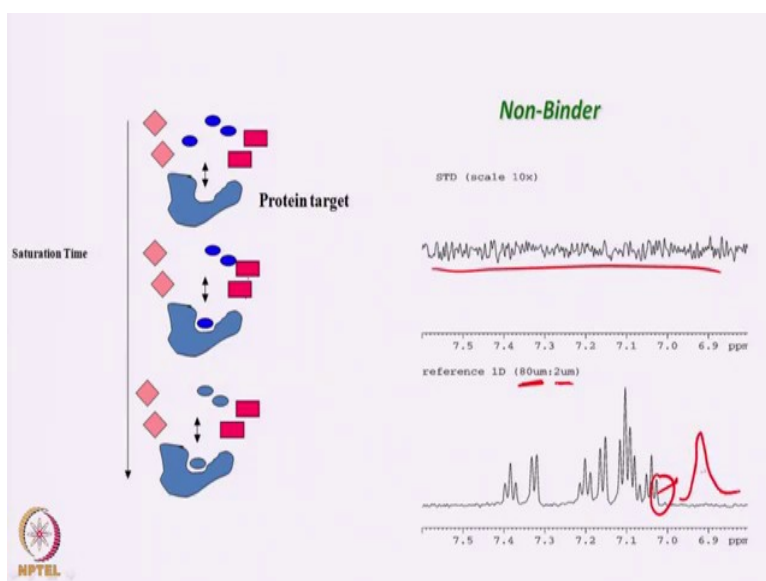 Non-Binder
STD (scale 10x)
Protein target
Saturation Time
7.5 7.4 7.3 7.2 7.1 7.0 6.9 ppm
reference 1D (80um:2um)
7.5 7.4 7.3 7.2 7.1 7.0 6.9 ppm
NPTEL